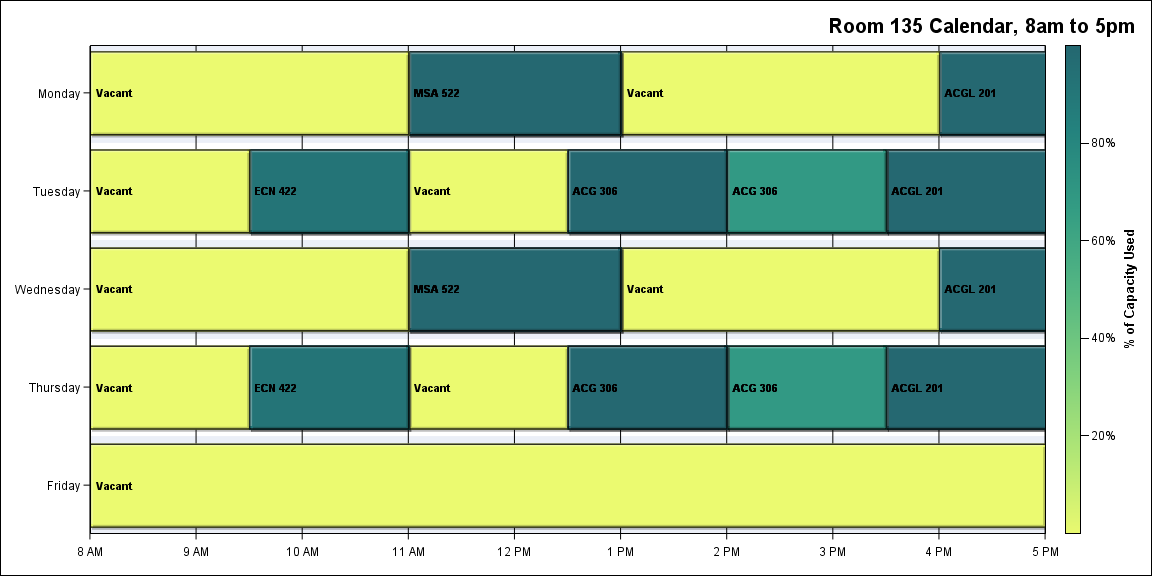 Room 135 Calendar, 8am to 5pm
Monday Vacant MSA 522 Vacant ACGL 201
80%
Tuesday Vacant ECN 422 Vacant ACG 306 ACG 306 ACGL 201
60%
% of Capacity Used
Wednesday Vacant MSA 522 Vacant ACGL 201
40%
Thursday Vacant ECN 422 Vacant ACG 306 ACG 306 ACGL 201
20%
Friday Vacant
8 AM 9 AM 10 AM 11 AM 12 PM 1 PM 2 PM 3 PM 4 PM 5 PM